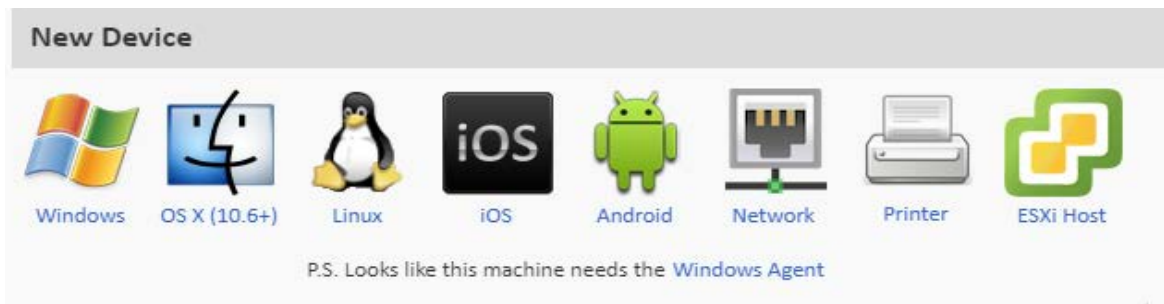 New Device
iOS
Windows OS X (10.6+) Linux iOS Android Network Printer ESXi Host
P.S. Looks like this machine needs the Windows Agent